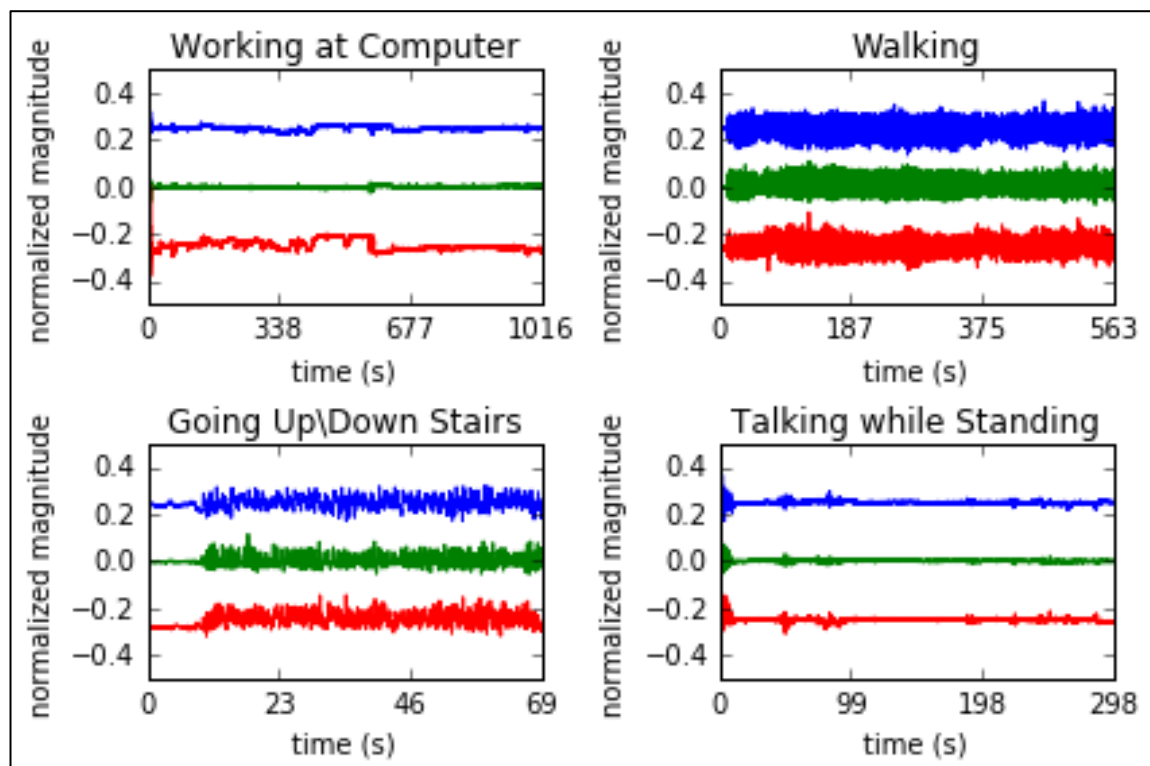 Working at Computer
normalized magnitude
0.4
0.2
0.0
−0.2
−0.4
0 338 677 1016
time (s)
Walking
normalized magnitude
0.4
0.2
0.0
−0.2
−0.4
0 187 375 563
time (s)
Going Up\Down Stairs
normalized magnitude
0.4
0.2
0.0
−0.2
−0.4
0 23 46 69
time (s)
Talking while Standing
normalized magnitude
0.4
0.2
0.0
−0.2
−0.4
0 99 198 298
time (s)